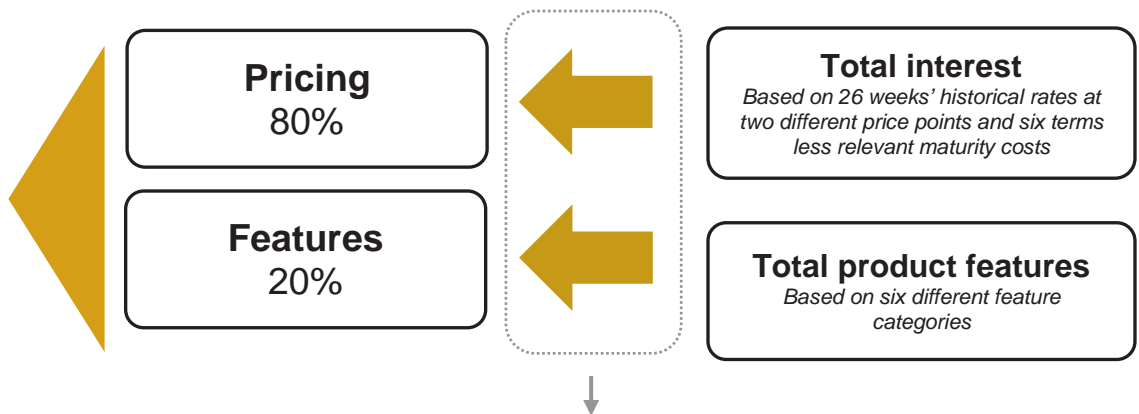 Pricing
80%
Total interest
Based on 26 weeks’ historical rates at
two different price points and six terms
less relevant maturity costs
Features
20%
Total product features
Based on six different feature
categories